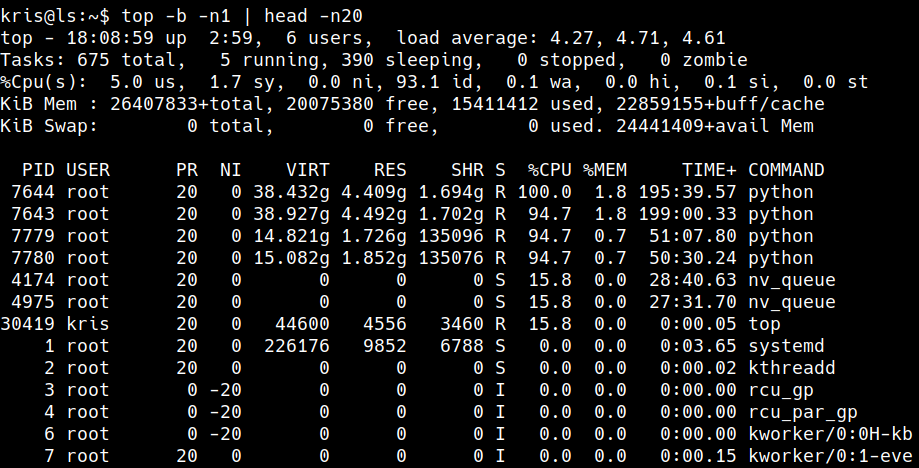 kris@ls:~$ top -b -n1 | head -n20
top - 18:08:59 up  2:59,  6 users,  load average: 4.27, 4.71, 4.61
Tasks: 675 total,   5 running, 390 sleeping,   0 stopped,   0 zombie
%Cpu(s):  5.0 us,  1.7 sy,  0.0 ni, 93.1 id,  0.1 wa,  0.0 hi,  0.1 si,  0.0 st
KiB Mem : 26407833+total, 20075380 free, 15411412 used, 22859155+buff/cache
KiB Swap:        0 total,        0 free,        0 used. 24441409+avail Mem
  PID USER      PR  NI    VIRT    RES    SHR S  %CPU %MEM     TIME+ COMMAND
 7644 root      20   0 38.432g 4.409g 1.694g R 100.0  1.8 195:39.57 python
 7643 root      20   0 38.927g 4.492g 1.702g R  94.7  1.8 199:00.33 python
 7779 root      20   0 14.821g 1.726g 135096 R  94.7  0.7  51:07.80 python
 7780 root      20   0 15.082g 1.852g 135076 R  94.7  0.7  50:30.24 python
 4174 root      20   0       0      0      0 S  15.8  0.0  28:40.63 nv_queue
 4975 root      20   0       0      0      0 S  15.8  0.0  27:31.70 nv_queue
30419 kris      20   0   44600   4556   3460 R  15.8  0.0   0:00.05 top
    1 root      20   0  226176   9852   6788 S   0.0  0.0   0:03.65 systemd
    2 root      20   0       0      0      0 S   0.0  0.0   0:00.02 kthreadd
    3 root       0 -20       0      0      0 I   0.0  0.0   0:00.00 rcu_gp
    4 root       0 -20       0      0      0 I   0.0  0.0   0:00.00 rcu_par_gp
    6 root       0 -20       0      0      0 I   0.0  0.0   0:00.00 kworker/0:0H-kb
    7 root      20   0       0      0      0 I   0.0  0.0   0:00.15 kworker/0:1-eve